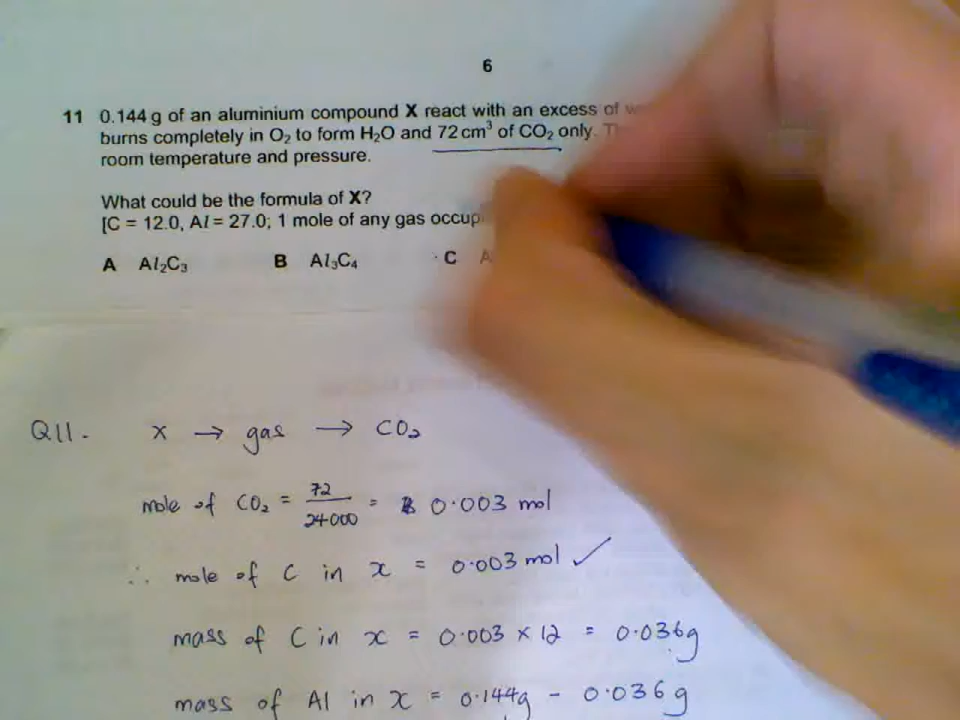 6
11 0.144 g of an aluminium compound X react with an excess of
burns completely in O₂ to form H₂O and 72 cm³ of CO₂ only.
room temperature and pressure.
What could be the formula of X?
[C = 12.0, Al = 27.0; 1 mole of any gas
A Al₂C₃ B Al₃C₄ C
Q11. X → gas → CO₂
mole of CO₂ = 72/24000 = 0.003 mol
∴ mole of C in x = 0.003 mol ✓
mass of C in x = 0.003 × 12 = 0.036g
mass of Al in x = 0.144g - 0.036g